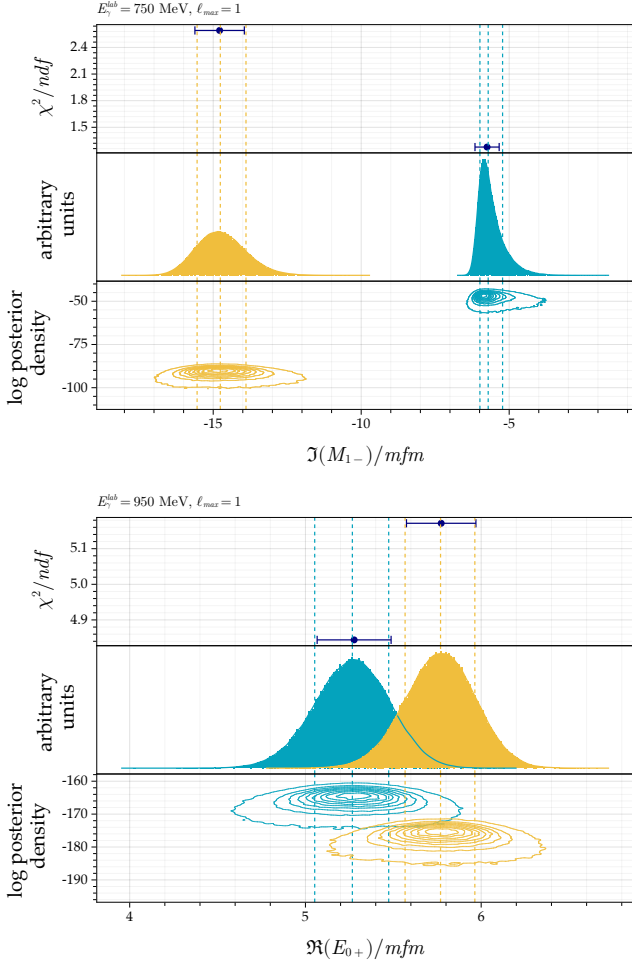 E_γ^lab = 750 MeV, ℓ_max = 1
2.4
2.1
1.8
1.5
χ²/ndf
arbitrary
units
-50
-75
-100
log posterior
density
-15
-10
-5
ℑ(M₁₋)/mfm
E_γ^lab = 950 MeV, ℓ_max = 1
5.1
5.0
4.9
χ²/ndf
arbitrary
units
-160
-170
-180
-190
log posterior
density
4
5
6
ℜ(E₀₊)/mfm